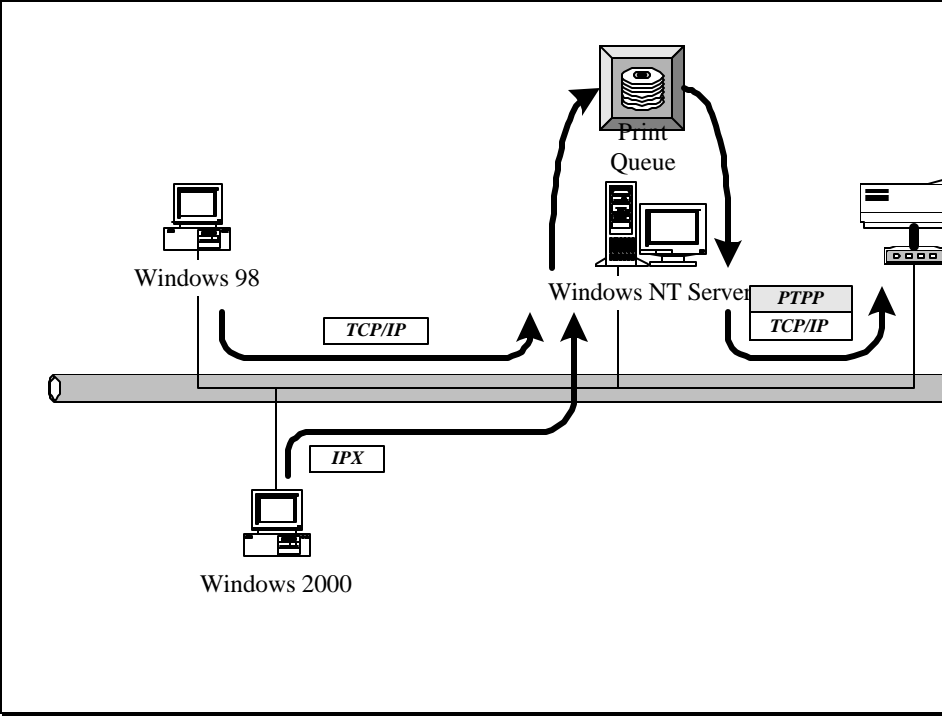 Print
Queue
Windows 98
Windows NT Server
PTPP
TCP/IP
TCP/IP
IPX
Windows 2000